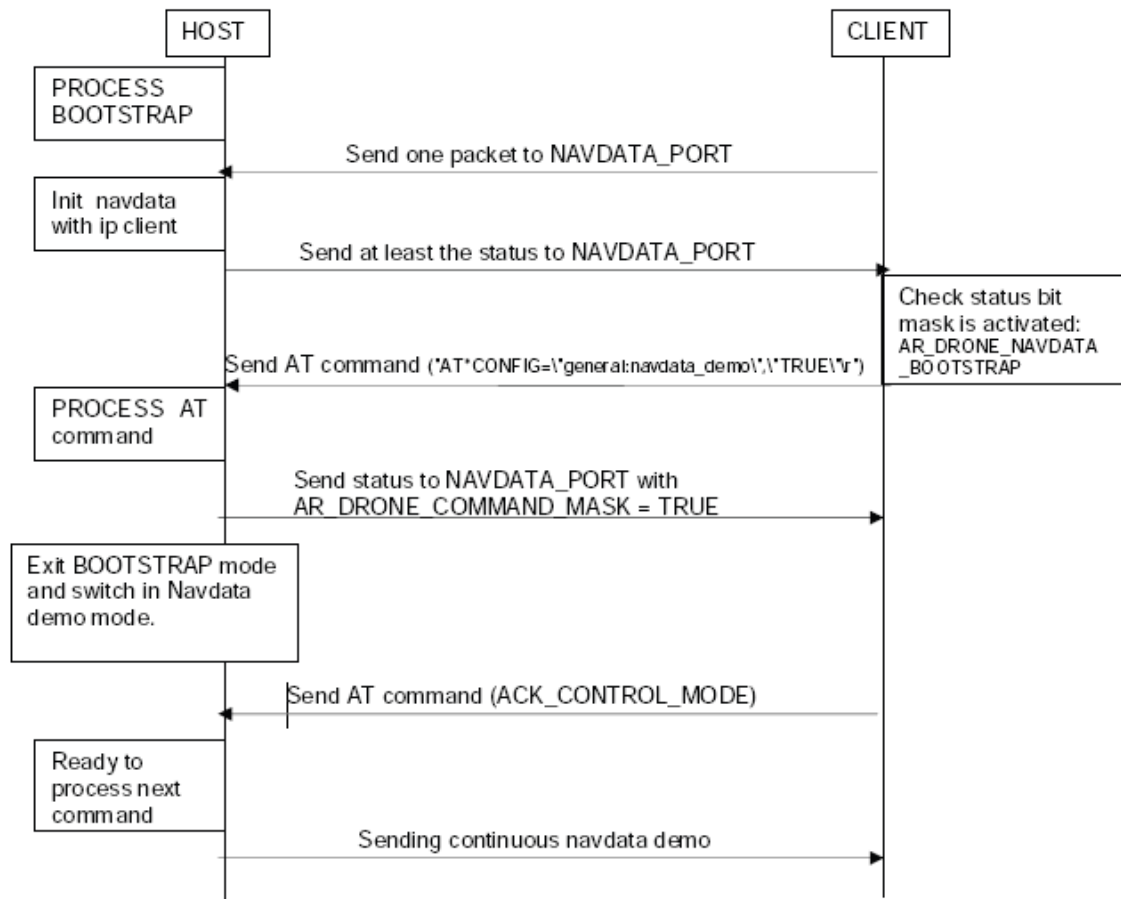 HOST
CLIENT
PROCESS
BOOTSTRAP
Send one packet to NAVDATA_PORT
Init navdata
with ip client
Send at least the status to NAVDATA_PORT
Check status bit
mask is activated:
AR_DRONE_NAVDATA
_BOOTSTRAP
Send AT command ("AT*CONFIG=\"general:navdata_demo\",\"TRUE\"\r")
PROCESS AT
command
Send status to NAVDATA_PORT with
AR_DRONE_COMMAND_MASK = TRUE
Exit BOOTSTRAP mode
and switch in Navdata
demo mode.
Send AT command (ACK_CONTROL_MODE)
Ready to
process next
command
Sending continuous navdata demo